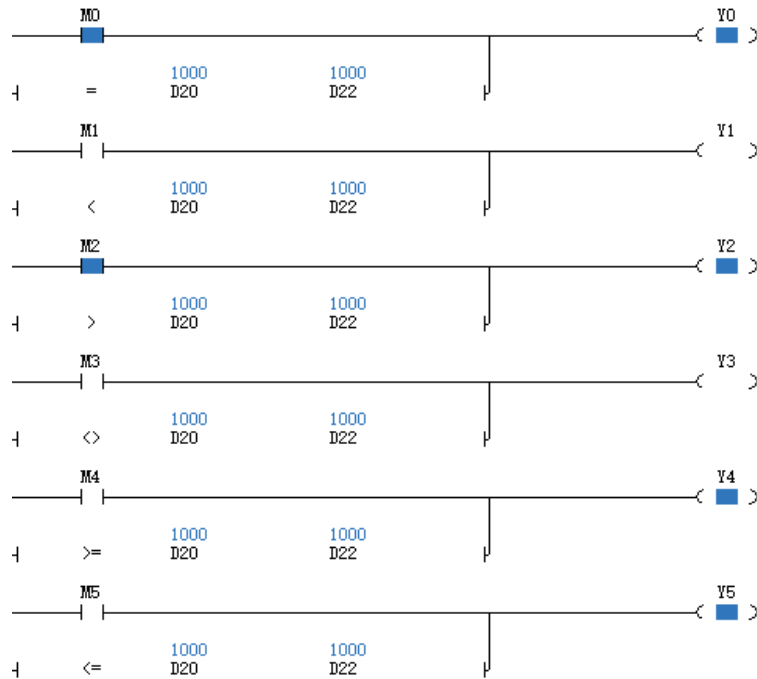 M0 Y0
1000 1000
= D20 D22
M1 Y1
1000 1000
< D20 D22
M2 Y2
1000 1000
> D20 D22
M3 Y3
1000 1000
<> D20 D22
M4 Y4
1000 1000
>= D20 D22
M5 Y5
1000 1000
<= D20 D22